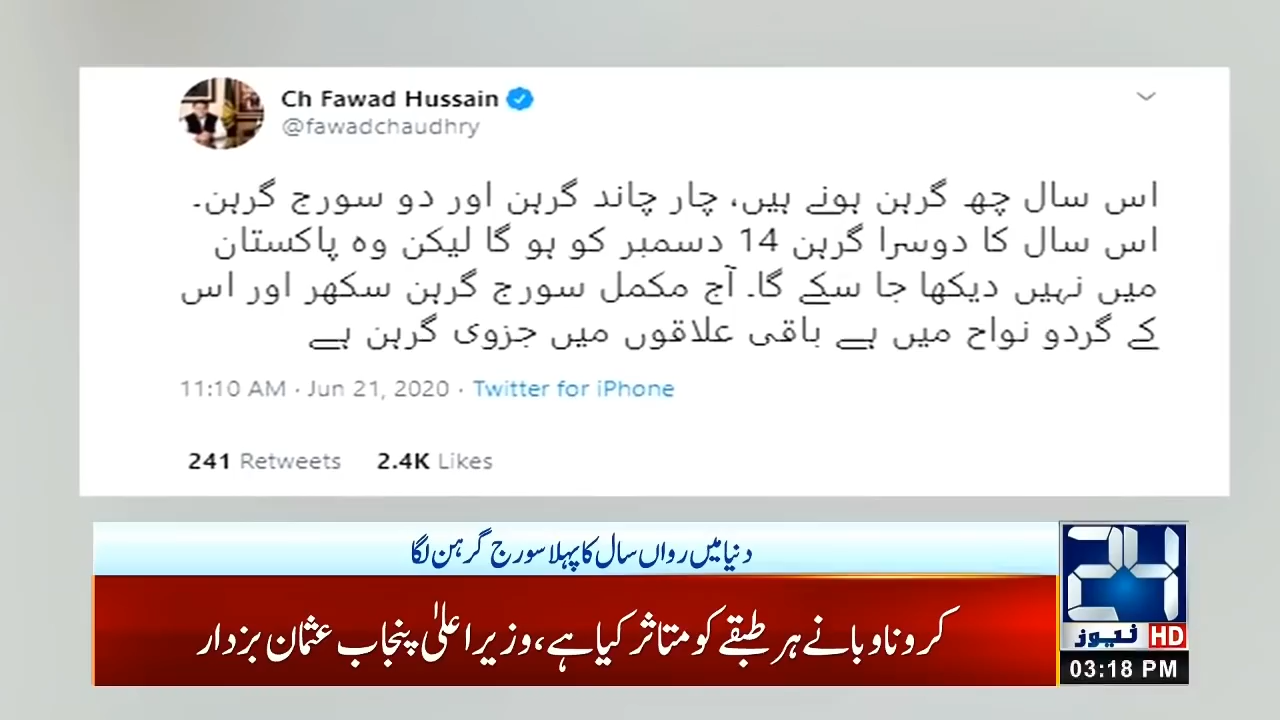 Ch Fawad Hussain
@fawadchaudhry
اس سال چھ گرہن ہونے ہیں، چار چاند گرہن اور دو سورج گرہن۔
اس سال کا دوسرا گرہن 14 دسمبر کو ہو گا لیکن وہ پاکستان
میں نہیں دیکھا جا سکے گا۔ آج مکمل سورج گرہن سکھر اور اس
کے گردو نواح میں ہے باقی علاقوں میں جزوی گرہن ہے
11:10 AM · Jun 21, 2020 · Twitter for iPhone
241 Retweets 2.4K Likes
دنیا میں رواں سال کا پہلا سورج گرہن لگا
کرونا وبا نے ہر طبقے کو متاثر کیا ہے، وزیراعلیٰ پنجاب عثمان بزدار
24
نیوز HD
03:18 PM